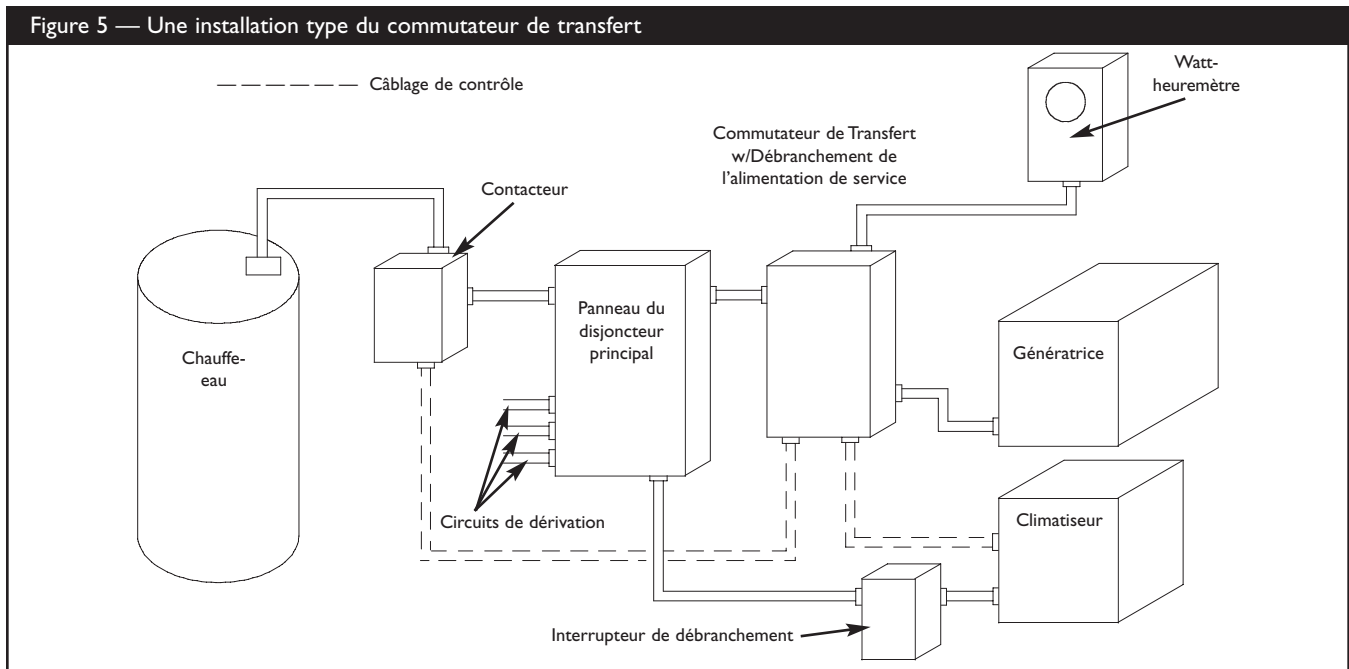 Figure 5 — Une installation type du commutateur de transfert
Câblage de contrôle
Watt-
heuremètre
Commutateur de Transfert
w/Débranchement de
l'alimentation de service
Contacteur
Panneau du
disjoncteur
principal
Chauffe-
eau
Génératrice
Circuits de dérivation
Climatiseur
Interrupteur de débranchement